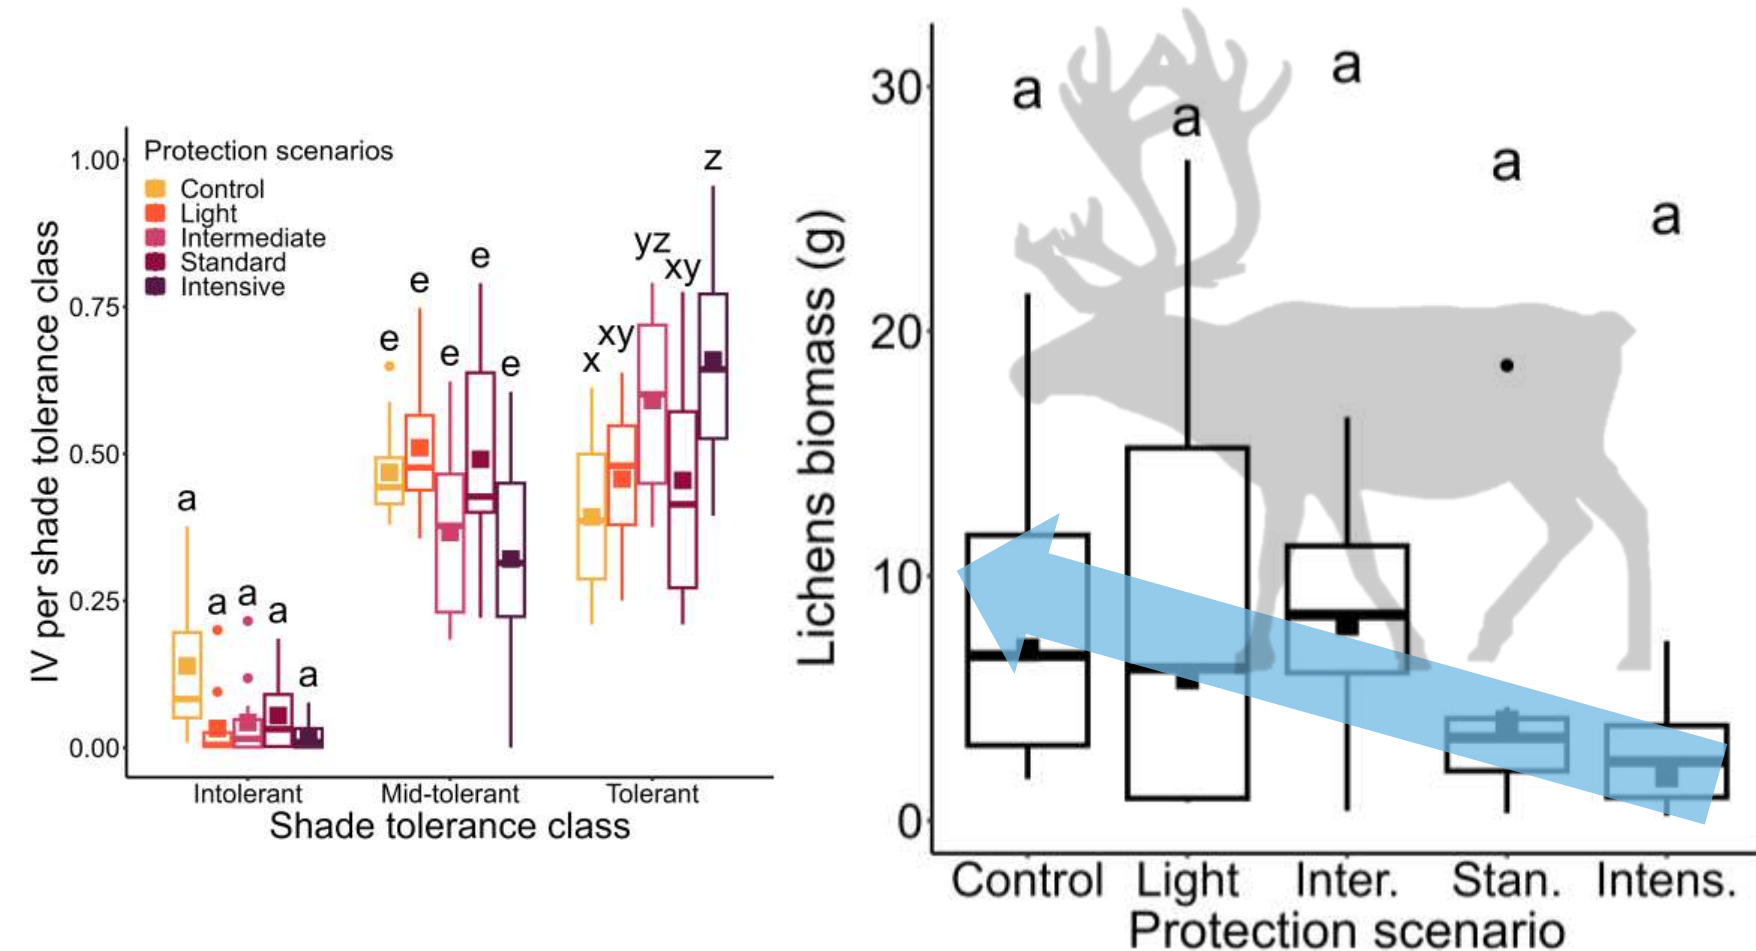 Protection scenarios
Control
Light
Intermediate
Standard
Intensive
IV per shade tolerance class
1.00
0.75
0.50
0.25
0.00
a
a
a
a
a
e
e
e
e
e
x
xy
yz
xy
z
Intolerant
Mid-tolerant
Tolerant
Shade tolerance class
Lichens biomass (g)
30
20
10
0
a
a
a
a
a
Control
Light
Inter.
Stan.
Intens.
Protection scenario